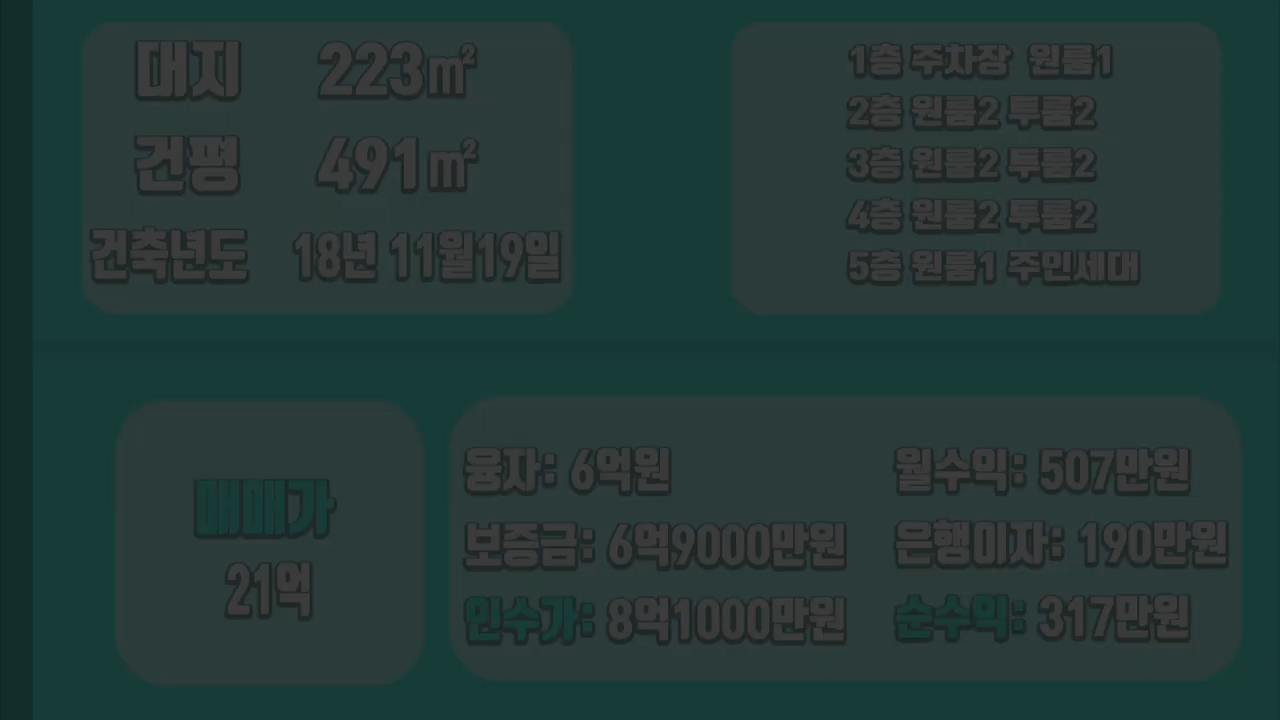 대지 223㎡
건평 491㎡
건축년도 18년 11월19일
1층 주차장 원룸1
2층 원룸2 투룸2
3층 원룸2 투룸2
4층 원룸2 투룸2
5층 원룸1 주민세대
매매가
21억
융자: 6억원
보증금: 6억9000만원
인수가: 8억1000만원
월수익: 507만원
은행이자: 190만원
순수익: 317만원